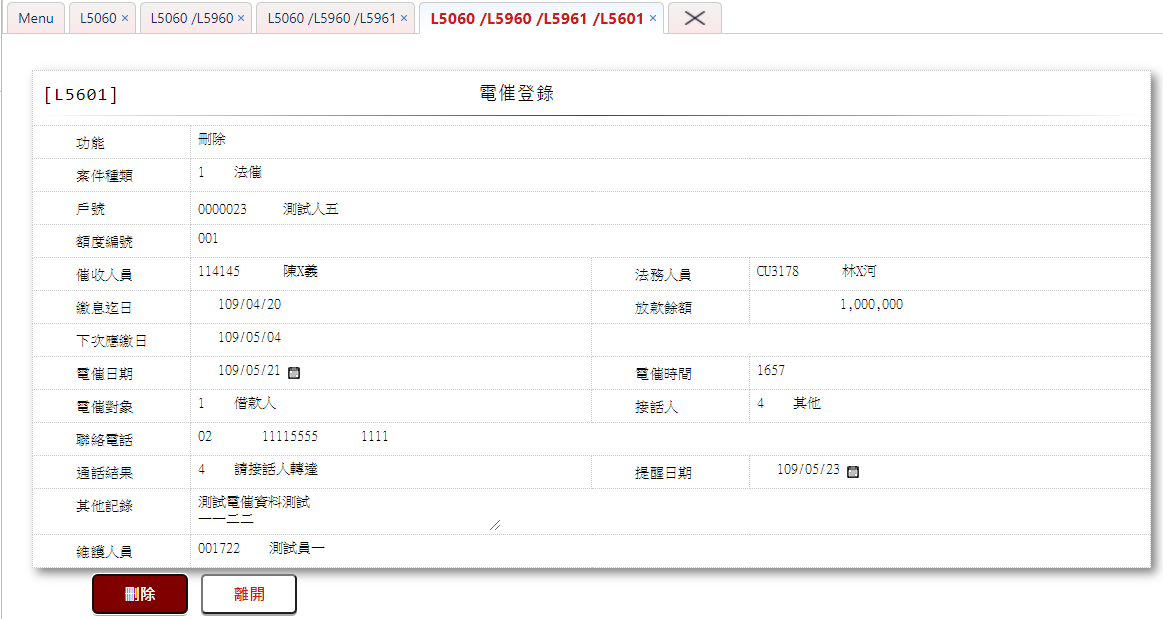 Menu L5060 × L5060 /L5960 × L5060 /L5960 /L5961 × L5060 /L5960 /L5961 /L5601 ×
[L5601] 電催登錄
功能 刪除
案件種類 1 法催
戶號 0000023 測試人五
額度編號 001
催收人員 114145 陳X義 法務人員 CU3178 林X河
繳息迄日 109/04/20 放款餘額 1,000,000
下次應繳日 109/05/04
電催日期 109/05/21 電催時間 1657
電催對象 1 借款人 接話人 4 其他
聯絡電話 02 11115555 1111
通話結果 4 請接話人轉達 提醒日期 109/05/23
其他記錄 測試電催資料測試
一一二二
維護人員 001722 測試員一
刪除 離開